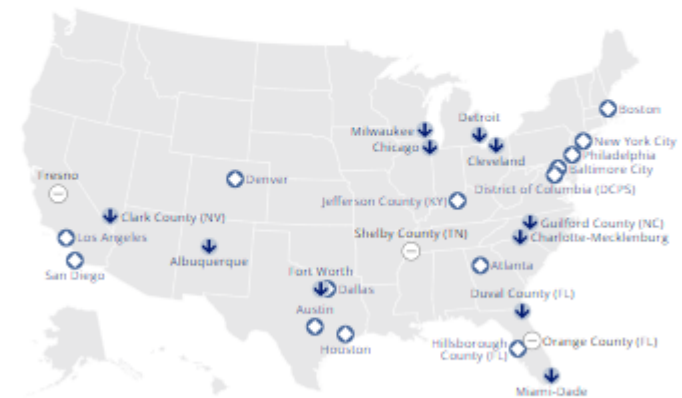 Boston
Detroit
Milwaukee
New York City
Chicago
Philadelphia
Cleveland
Baltimore City
Fresno
Denver
District of Columbia (DCPS)
Jefferson County (KY)
Clark County (NV)
Guilford County (NC)
Shelby County (TN)
Los Angeles
Charlotte-Mecklenburg
Albuquerque
Atlanta
San Diego
Fort Worth
Dallas
Duval County (FL)
Austin
Houston
Hillsborough
County (FL)
Orange County (FL)
Miami-Dade